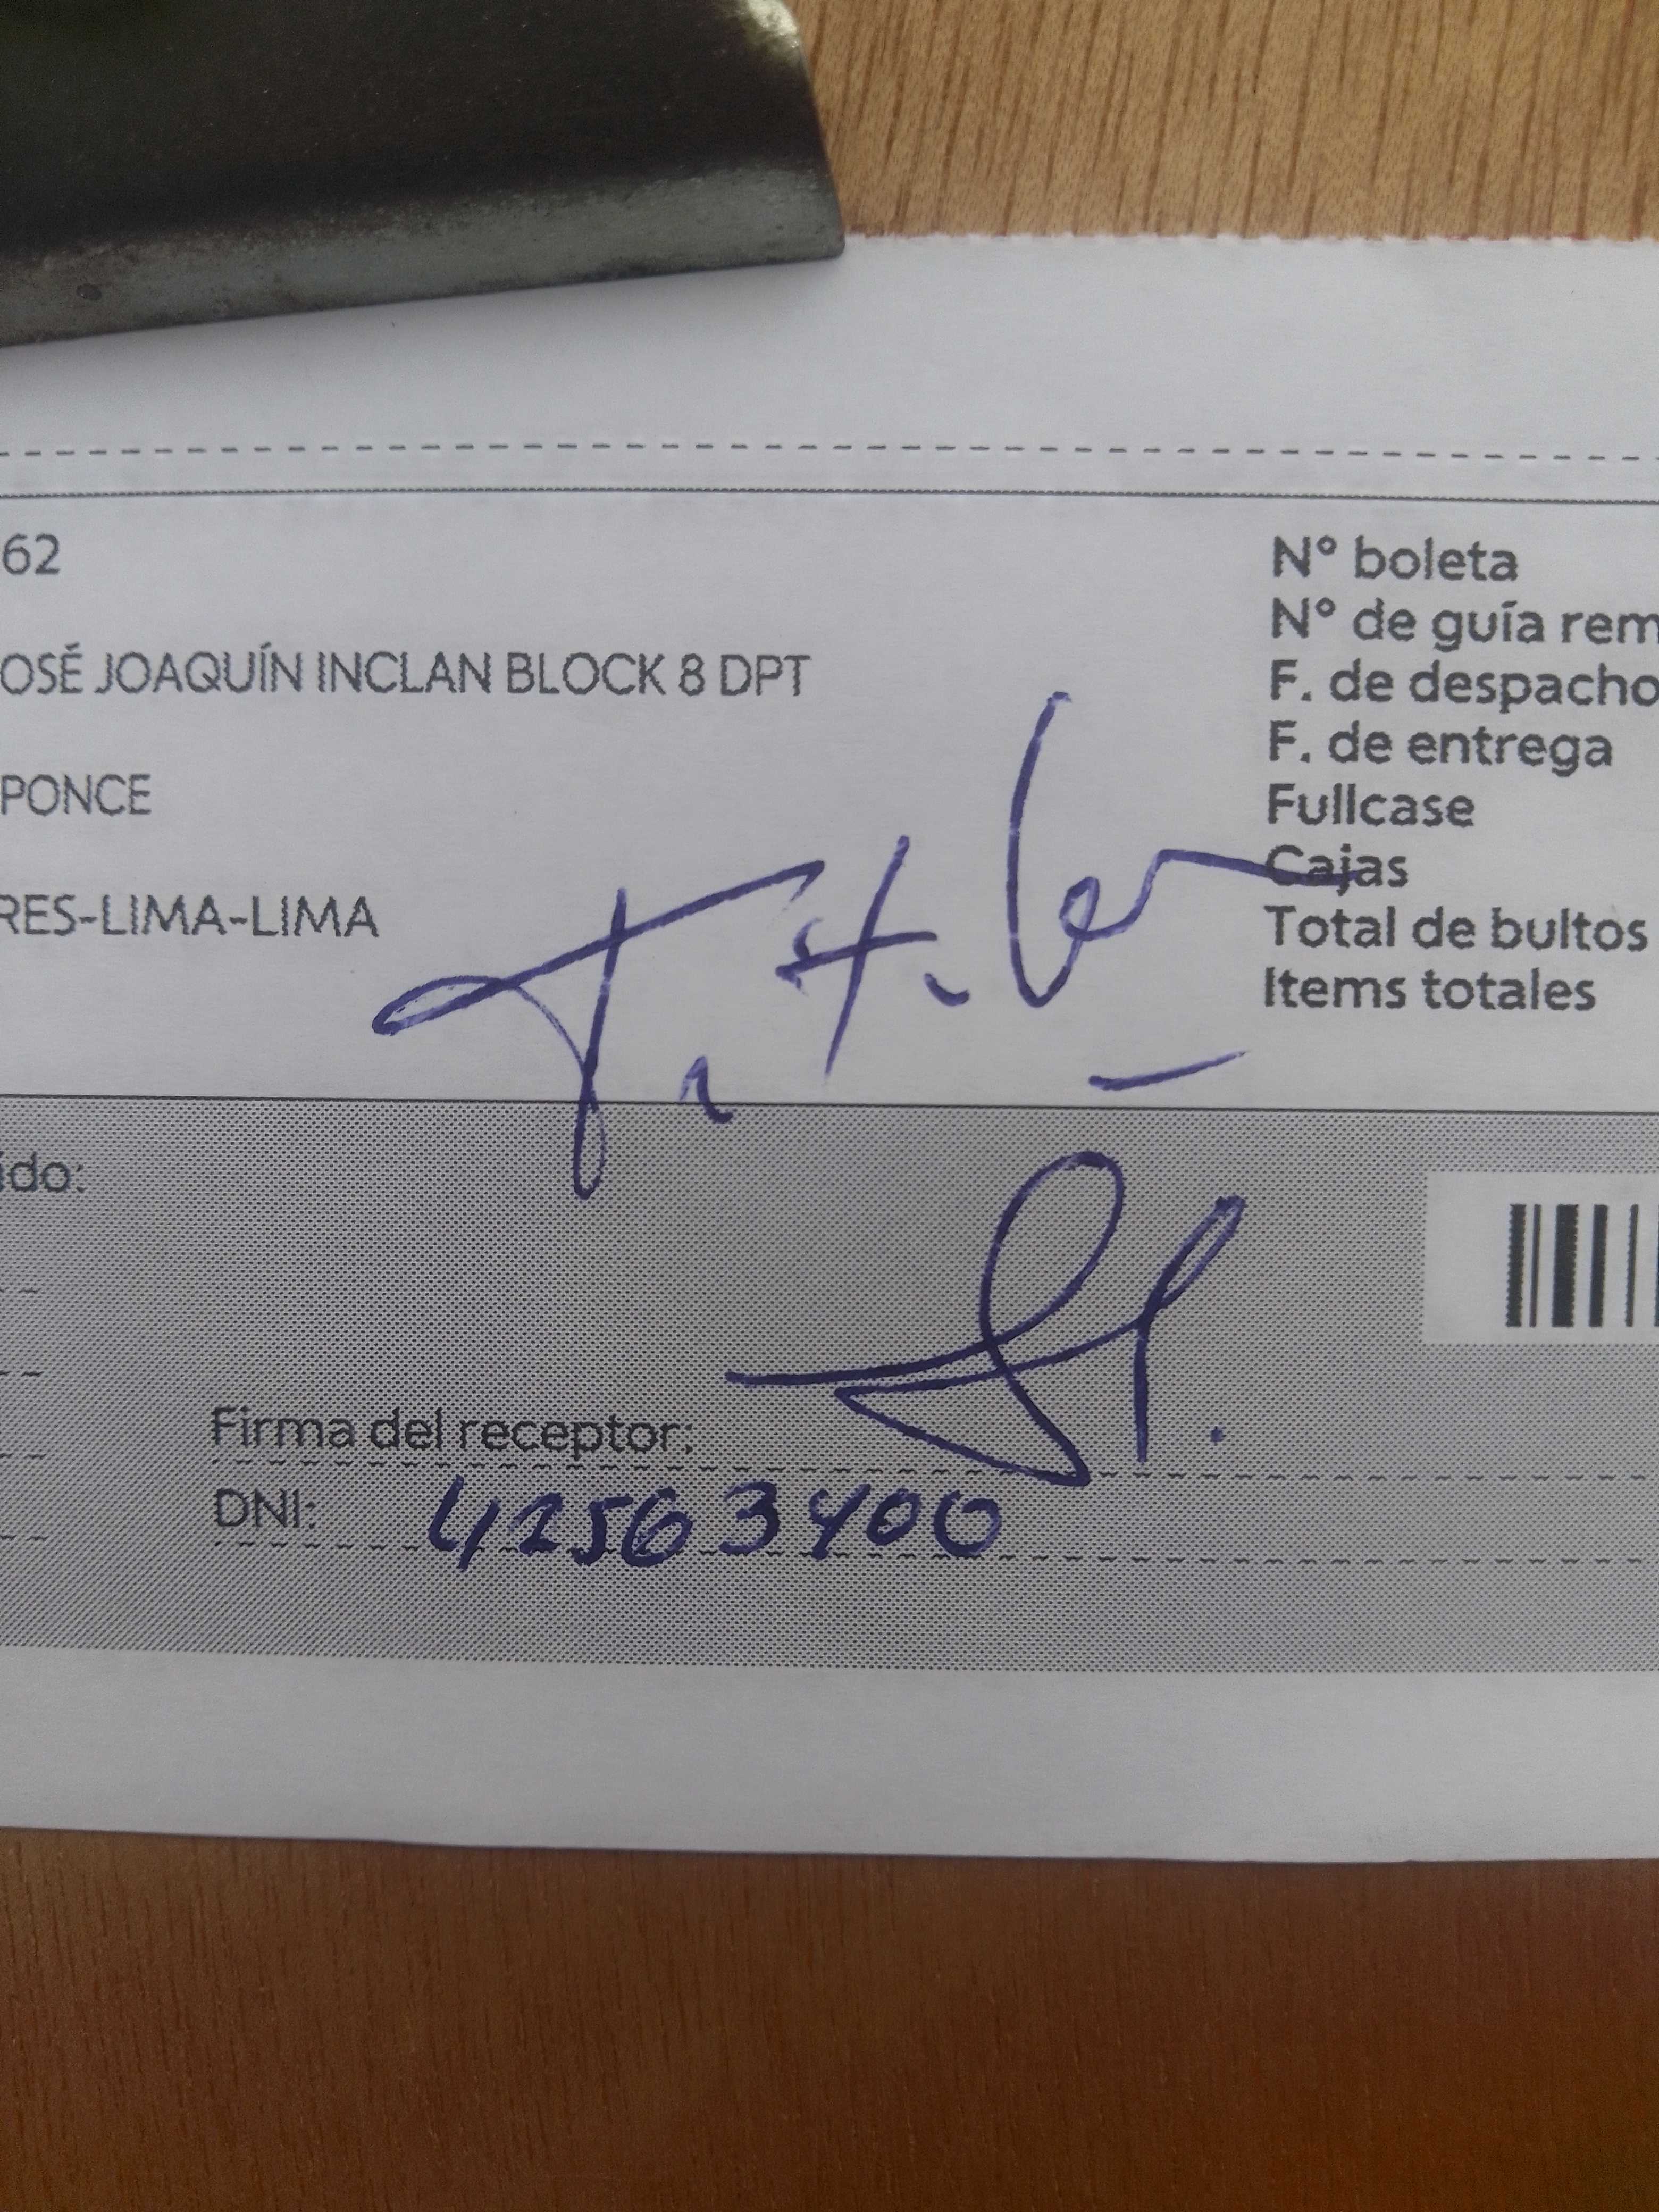 62
OSÉ JOAQUÍN INCLAN BLOCK 8 DPT
PONCE
RES-LIMA-LIMA
N° boleta
N° de guía rem
F. de despacho
F. de entrega
Fullcase
Cajas
Total de bultos
Items totales
Titular
ido:
Firma del receptor:
DNI: 42563400